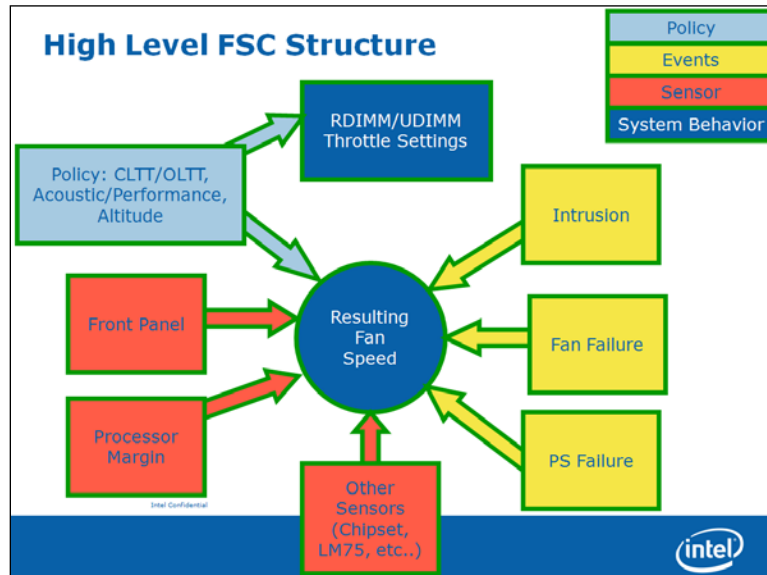 High Level FSC Structure
Policy
Events
Sensor
System Behavior
RDIMM/UDIMM
Throttle Settings
Policy: CLTT/OLTT,
Acoustic/Performance,
Altitude
Intrusion
Front Panel
Resulting
Fan
Speed
Fan Failure
Processor
Margin
PS Failure
Other
Sensors
(Chipset,
LM75, etc..)
Intel Confidential
intel